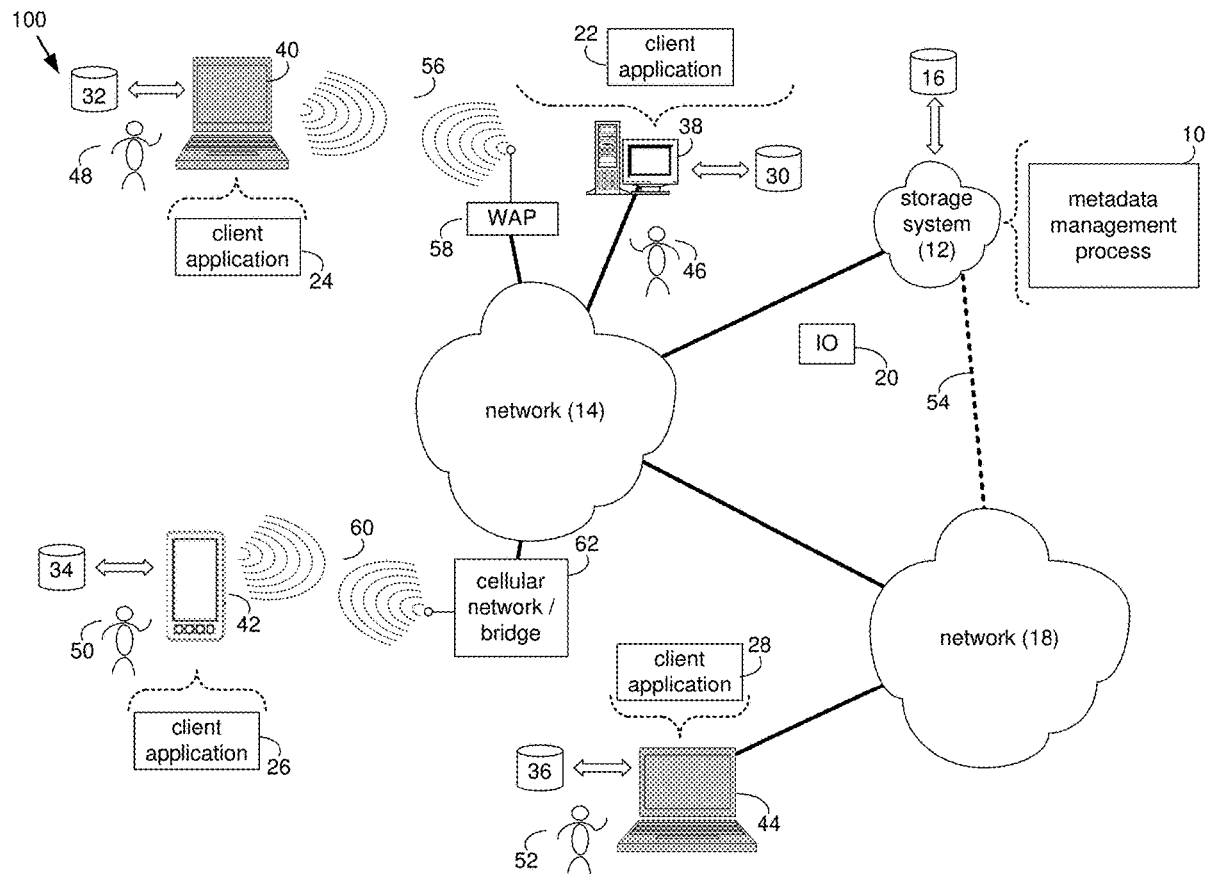 100
32
40
48
client
application
24
56
WAP
58
22
client
application
38
30
46
16
10
storage
system
(12)
metadata
management
process
IO
20
54
network (14)
34
42
50
client
application
26
60
62
cellular
network /
bridge
network (18)
client
application
28
36
44
52